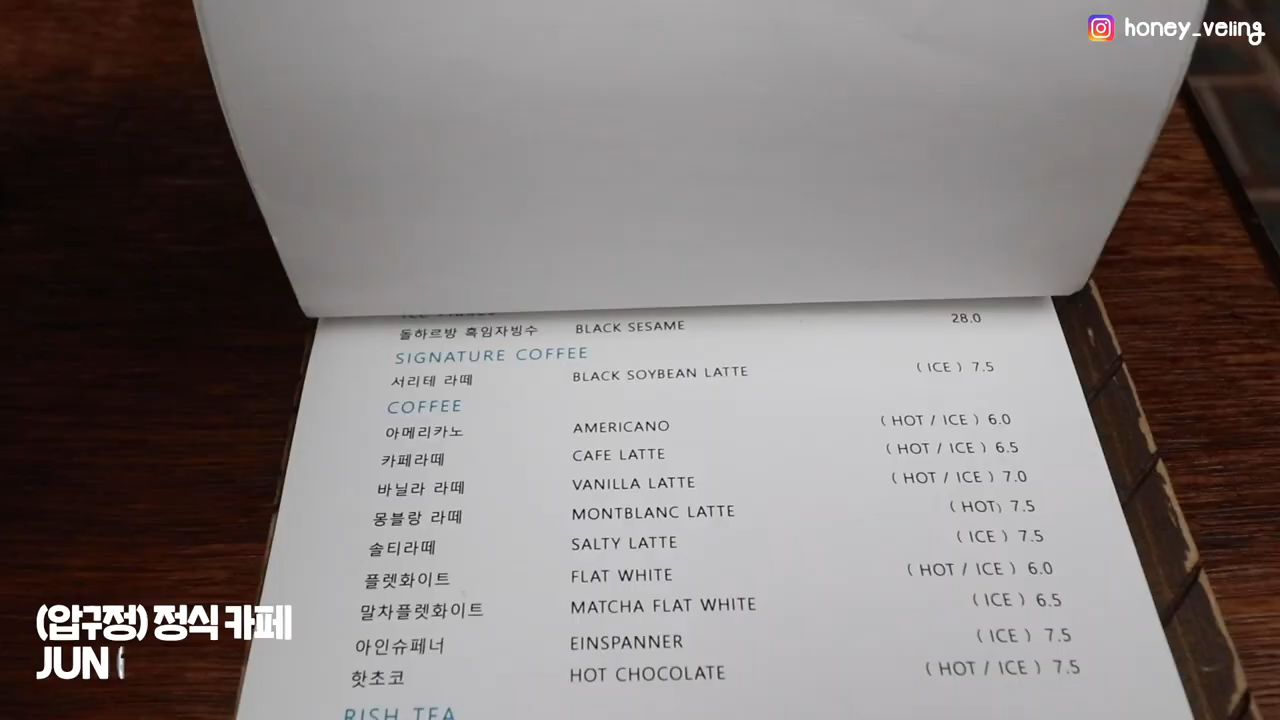 honey_veling
돌하르방 흑임자빙수 BLACK SESAME 28.0
SIGNATURE COFFEE
서리테 라떼 BLACK SOYBEAN LATTE ( ICE ) 7.5
COFFEE
아메리카노 AMERICANO ( HOT / ICE ) 6.0
카페라떼 CAFE LATTE ( HOT / ICE ) 6.5
바닐라 라떼 VANILLA LATTE ( HOT / ICE ) 7.0
몽블랑 라떼 MONTBLANC LATTE ( HOT) 7.5
솔티라떼 SALTY LATTE ( ICE ) 7.5
플렛화이트 FLAT WHITE ( HOT / ICE ) 6.0
말차플렛화이트 MATCHA FLAT WHITE ( ICE ) 6.5
아인슈페너 EINSPANNER ( ICE ) 7.5
핫초코 HOT CHOCOLATE ( HOT / ICE ) 7.5
RISH TEA
(압구정) 정식 카페
JUN